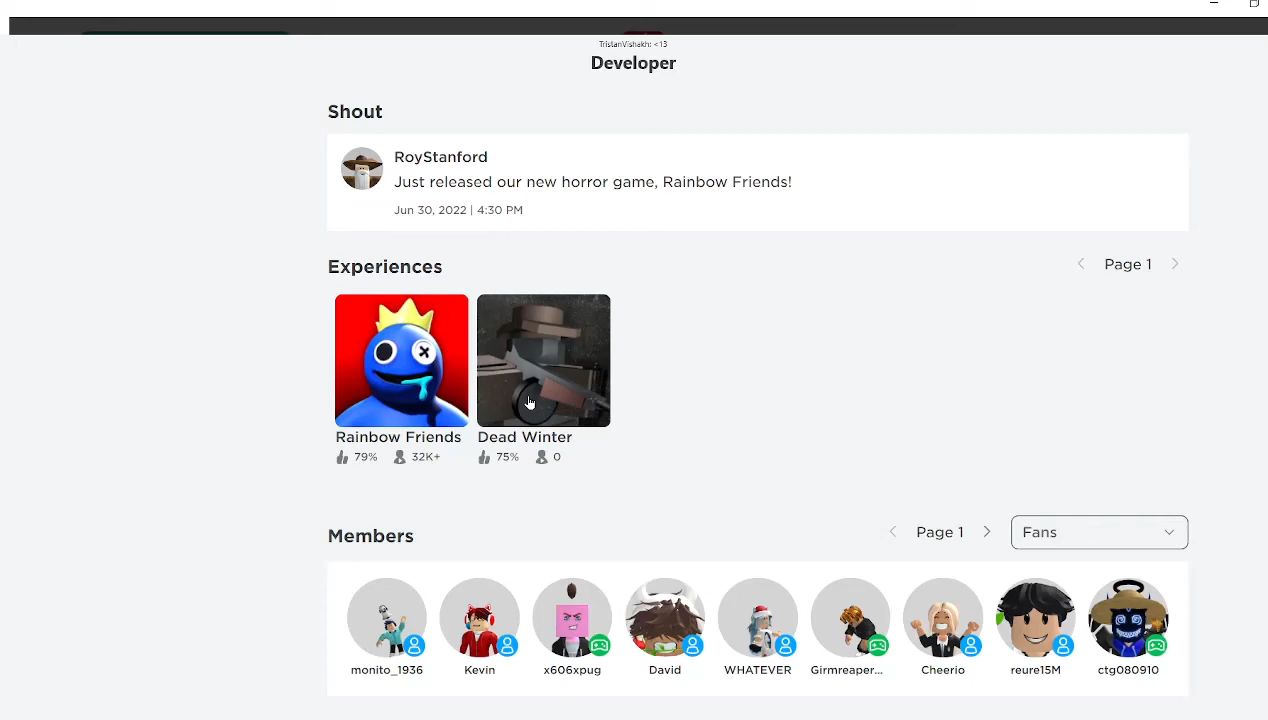 TristanVishakh: <13
Developer
Shout
RoyStanford
Just released our new horror game, Rainbow Friends!
Jun 30, 2022 | 4:30 PM
Experiences
Page 1
Rainbow Friends
79% 32K+
Dead Winter
75% 0
Members
Page 1
Fans
monito_1936
Kevin
x606xpug
David
WHATEVER
Girmreaper...
Cheerio
reure15M
ctg080910